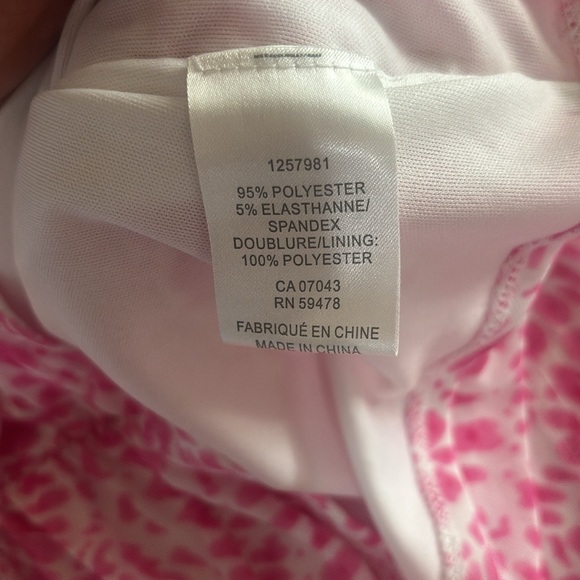 1257981
95% POLYESTER
5% ELASTHANNE/
SPANDEX
DOUBLURE/LINING:
100% POLYESTER
CA 07043
RN 59478
FABRIQUÉ EN CHINE
MADE IN CHINA